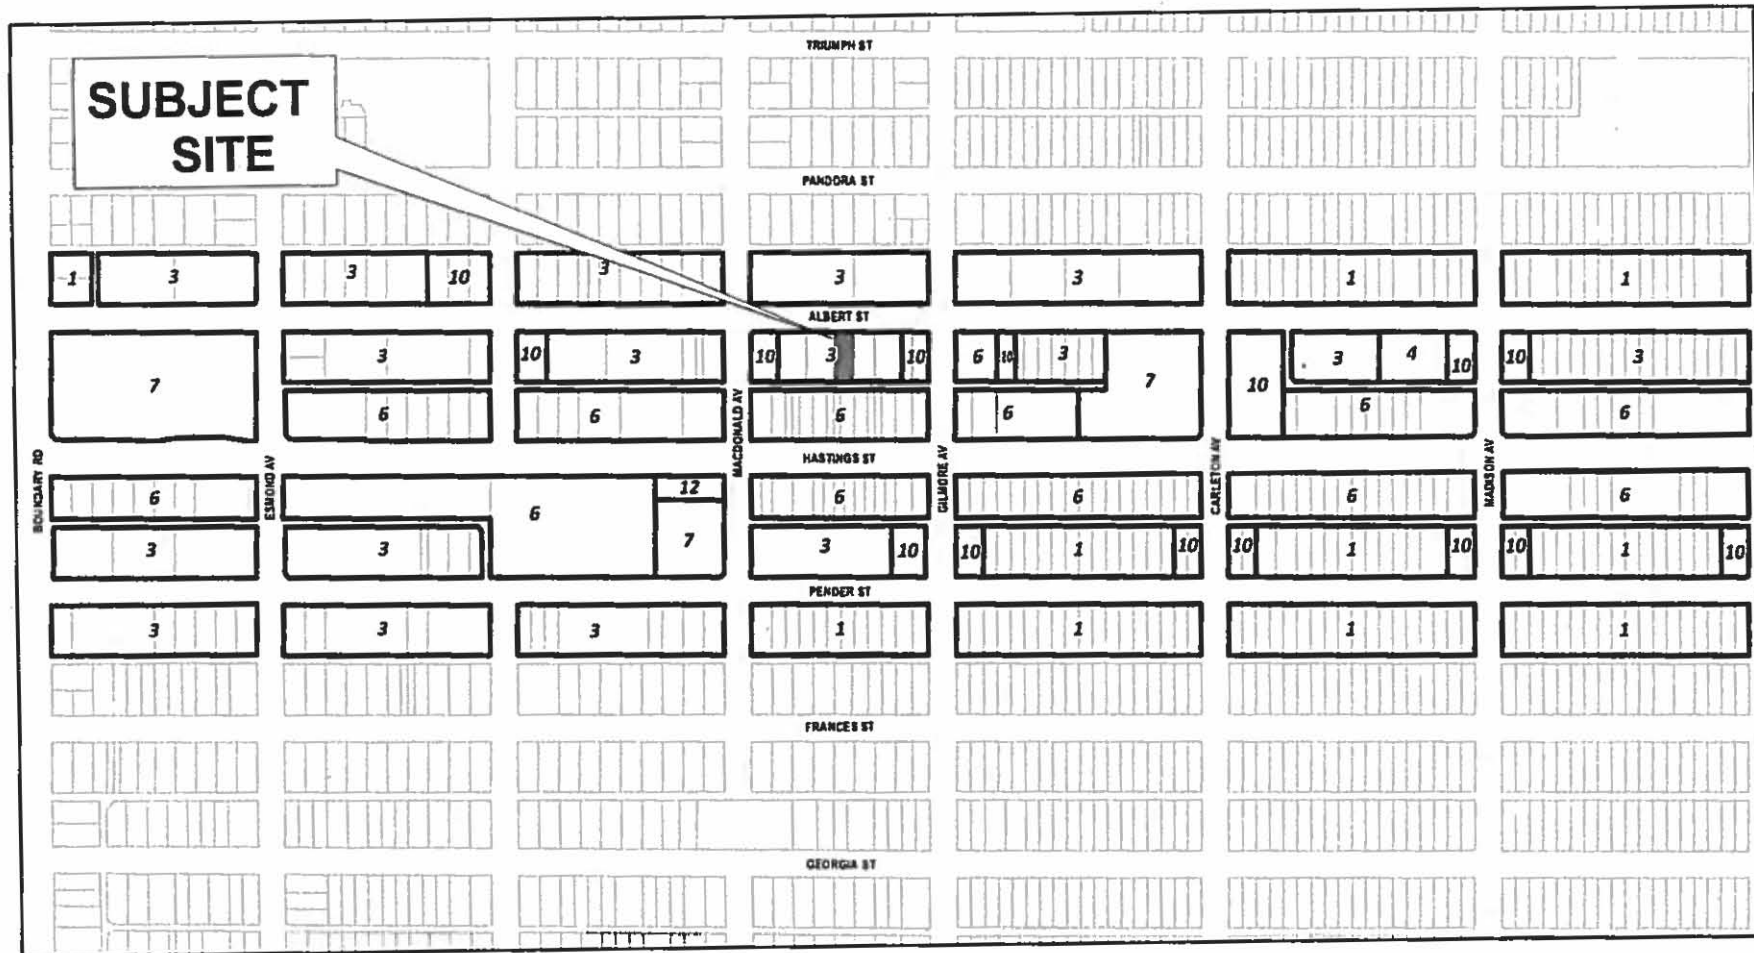 TRIUMPH ST
SUBJECT
SITE
PANDORA ST
1 3 3 10 3 3 3 1 1
ALBERT ST
7 3 10 3 10 3 10 6 10 3 7 10 3 4 10 10 3
6 6 6 6 6 6
BOUNDARY RD
ESMOND AV
MACDONALD AV
HASTINGS ST
GILMORE AV
CARLETON AV
MADISON AV
6 6 12 6 6 6 6
3 3 7 3 10 10 1 10 10 1 10 10 1 10
PENDER ST
3 3 3 1 1 1 1
FRANCES ST
GEORGIA ST